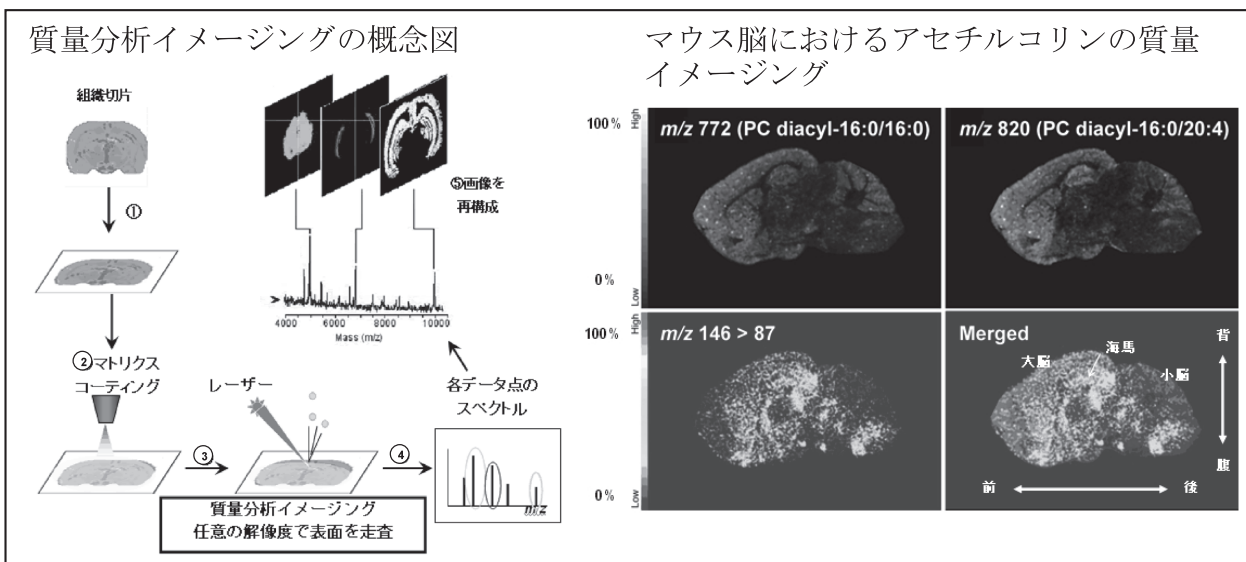 質量分析イメージングの概念図
組織切片
①
②マトリクス
コーティング
レーザー
③
④
質量分析イメージング
任意の解像度で表面を走査
m/z
各データ点の
スペクトル
4000 6000 8000 10000
Mass (m/z)
⑤画像を
再構成
マウス脳におけるアセチルコリンの質量
イメージング
100%
High
0%
Low
m/z 772 (PC diacyl-16:0/16:0)
m/z 820 (PC diacyl-16:0/20:4)
100%
High
0%
Low
m/z 146 > 87
Merged
大脳
海馬
小脳
背
腹
前
後